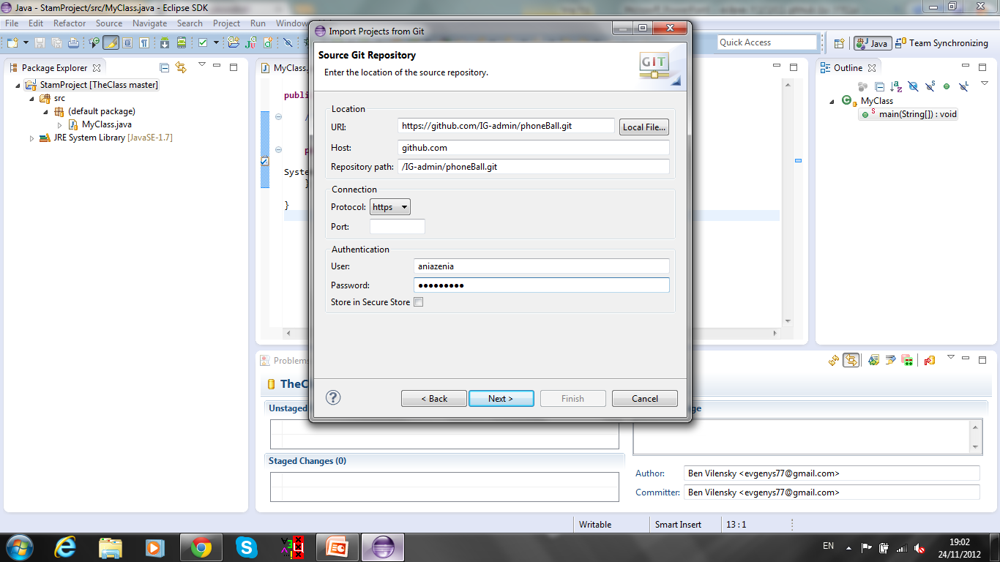 Java - StamProject/src/MyClass.java - Eclipse SDK
File Edit Refactor Source Navigate Search Project Run Window
Quick Access
Java
Team Synchronizing
Package Explorer
StamProject [TheClass master]
src
(default package)
MyClass.java
JRE System Library [JavaSE-1.7]
MyClass.
publ
/
p
Syst
}
}
Import Projects from Git
Source Git Repository
Enter the location of the source repository.
GIT
Location
URI: https://github.com/IG-admin/phoneBall.git Local File...
Host: github.com
Repository path: /IG-admin/phoneBall.git
Connection
Protocol: https
Port:
Authentication
User: aniazenia
Password: ●●●●●●●●●
Store in Secure Store
< Back Next > Finish Cancel
Outline
MyClass
main(String[]) : void
Problems
TheC
Unstaged
Staged Changes (0)
ge
Author: Ben Vilensky <evgenys77@gmail.com>
Committer: Ben Vilensky <evgenys77@gmail.com>
Writable Smart Insert 13 : 1
EN
19:02
24/11/2012